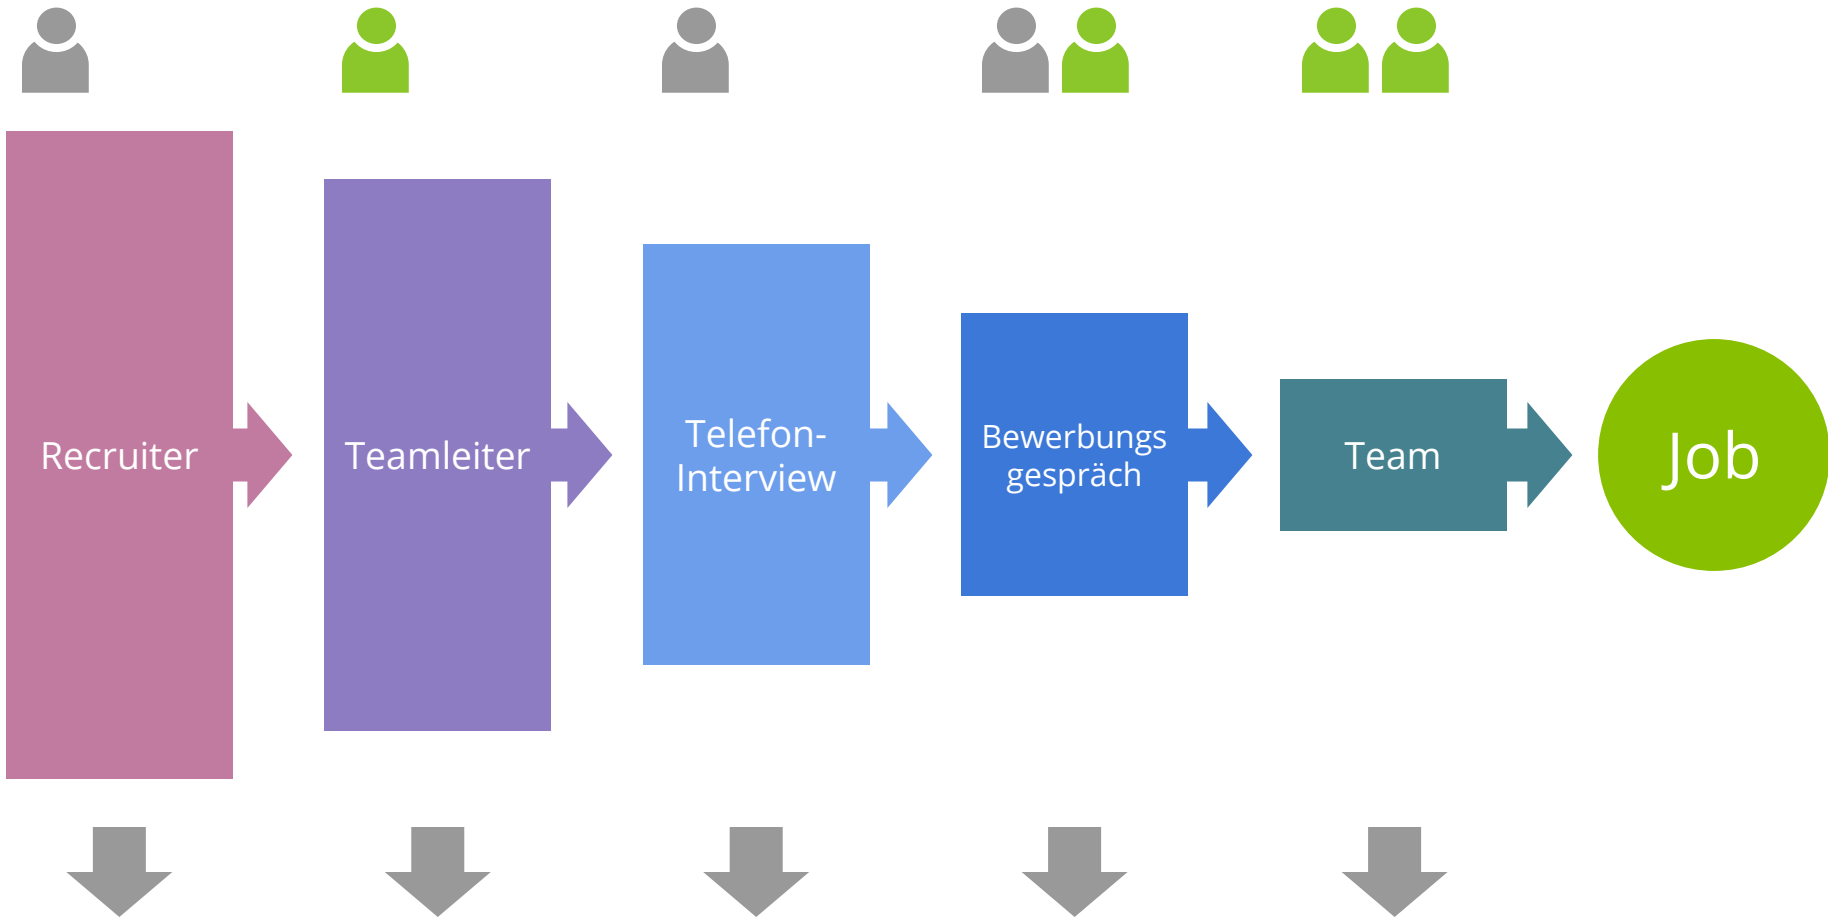 Recruiter
Teamleiter
Telefon-
Interview
Bewerbungs
gespräch
Team
Job